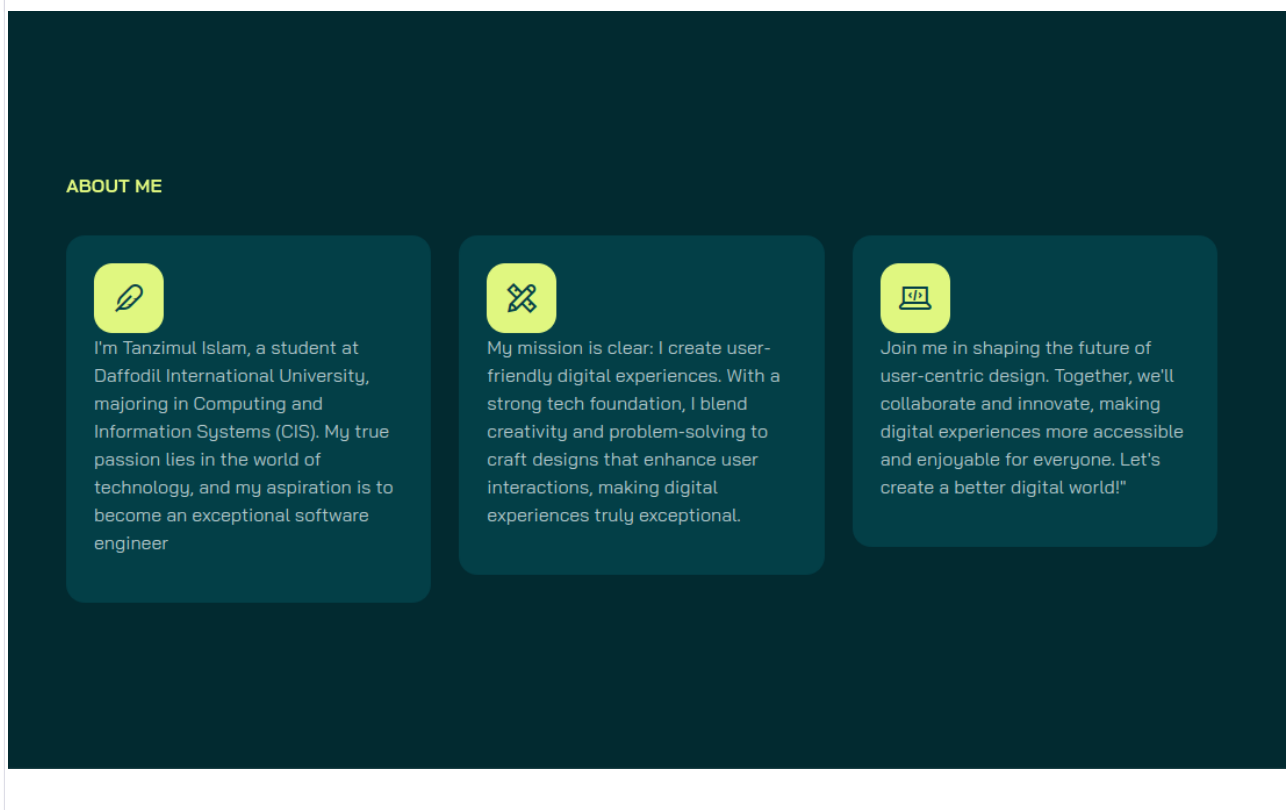 ABOUT ME
I'm Tanzimul Islam, a student at
Daffodil International University,
majoring in Computing and
Information Systems (CIS). My true
passion lies in the world of
technology, and my aspiration is to
become an exceptional software
engineer
My mission is clear: I create user-
friendly digital experiences. With a
strong tech foundation, I blend
creativity and problem-solving to
craft designs that enhance user
interactions, making digital
experiences truly exceptional.
Join me in shaping the future of
user-centric design. Together, we'll
collaborate and innovate, making
digital experiences more accessible
and enjoyable for everyone. Let's
create a better digital world!"